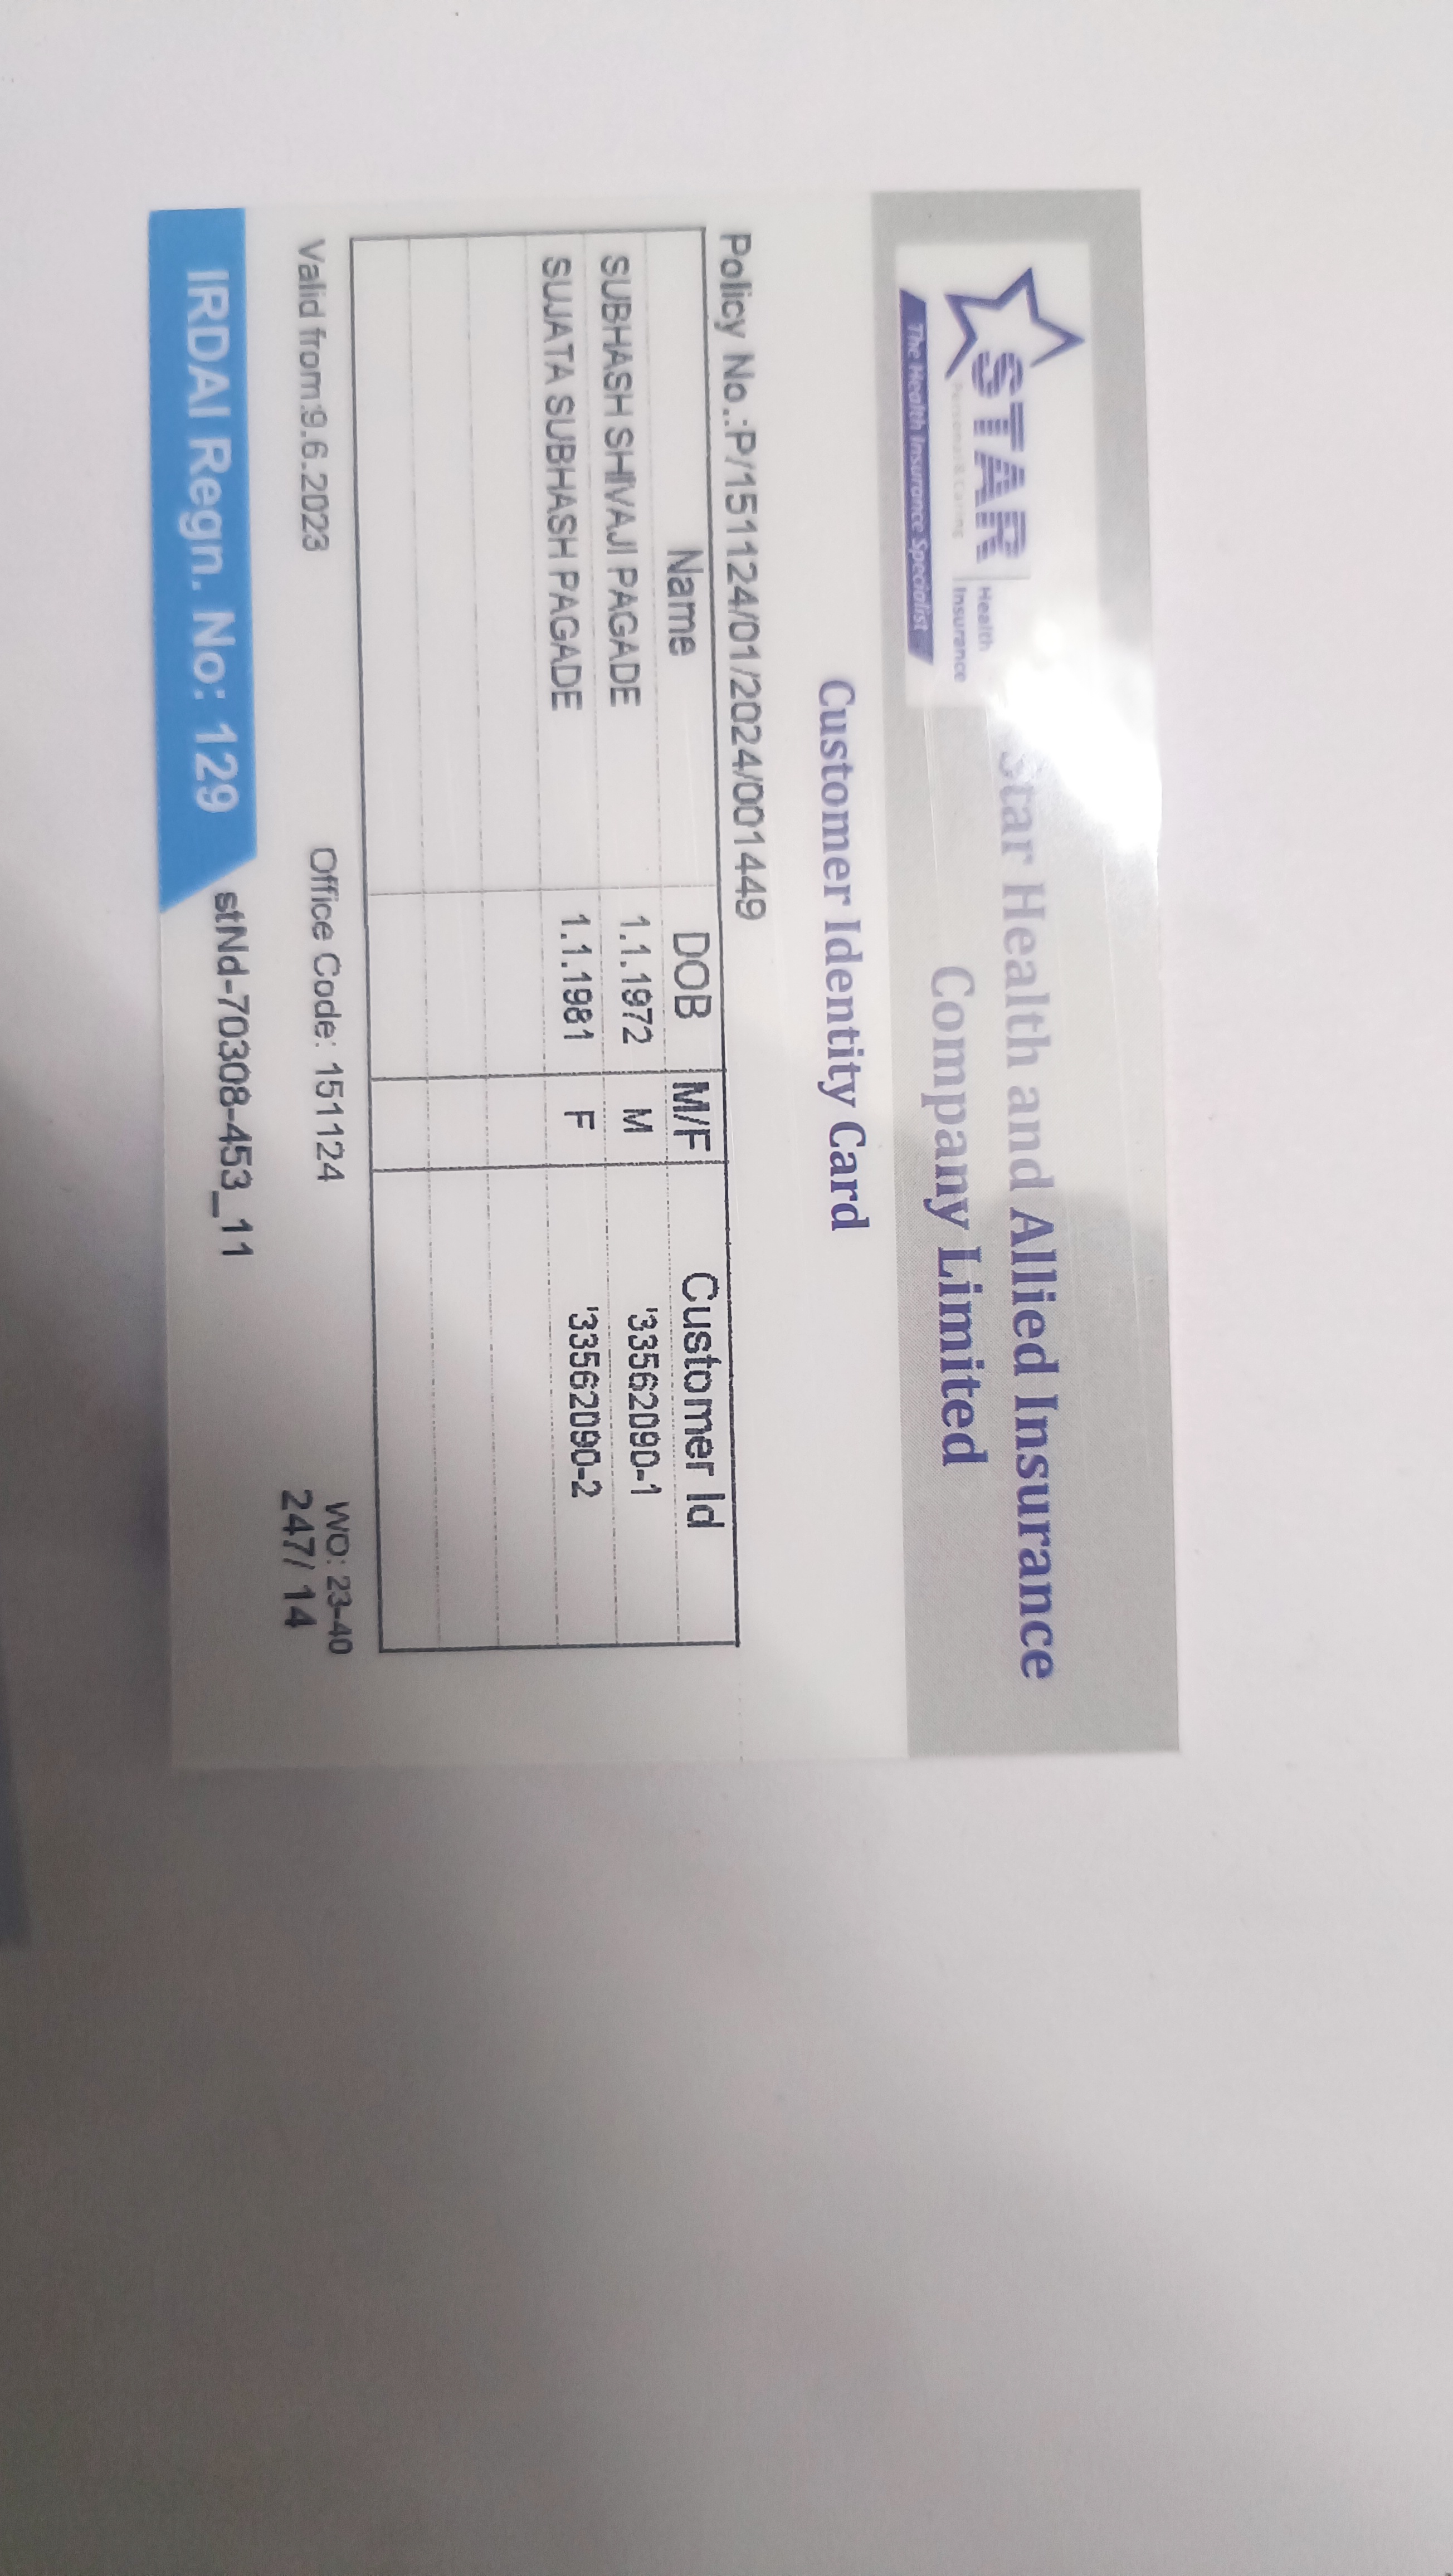 STAR Health Insurance
Personal & Caring
The Health Insurance Specialist
Star Health and Allied Insurance
Company Limited
Customer Identity Card
Policy No.:P/151124/01/2024/001449
Name DOB M/F Customer Id
SUBHASH SHIVAJI PAGADE 1.1.1972 M '33562090-1
SUJATA SUBHASH PAGADE 1.1.1981 F '33562090-2
Valid from:9.6.2023 Office Code: 151124 WO: 23-40
247/ 14
IRDAI Regn. No: 129 stNd-70308-453_11